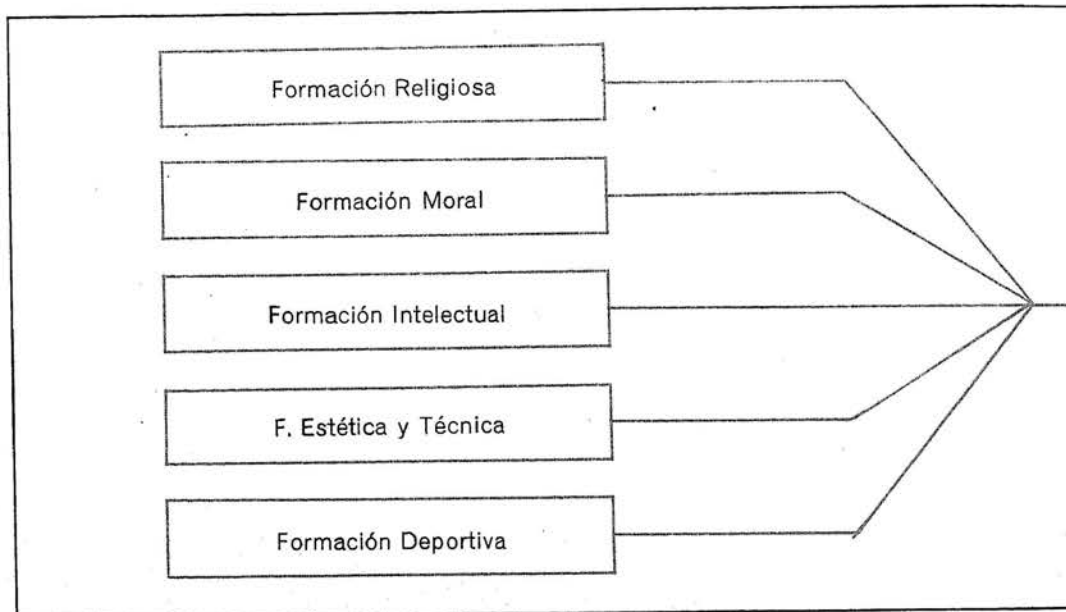 Formación Religiosa
Formación Moral
Formación Intelectual
F. Estética y Técnica
Formación Deportiva